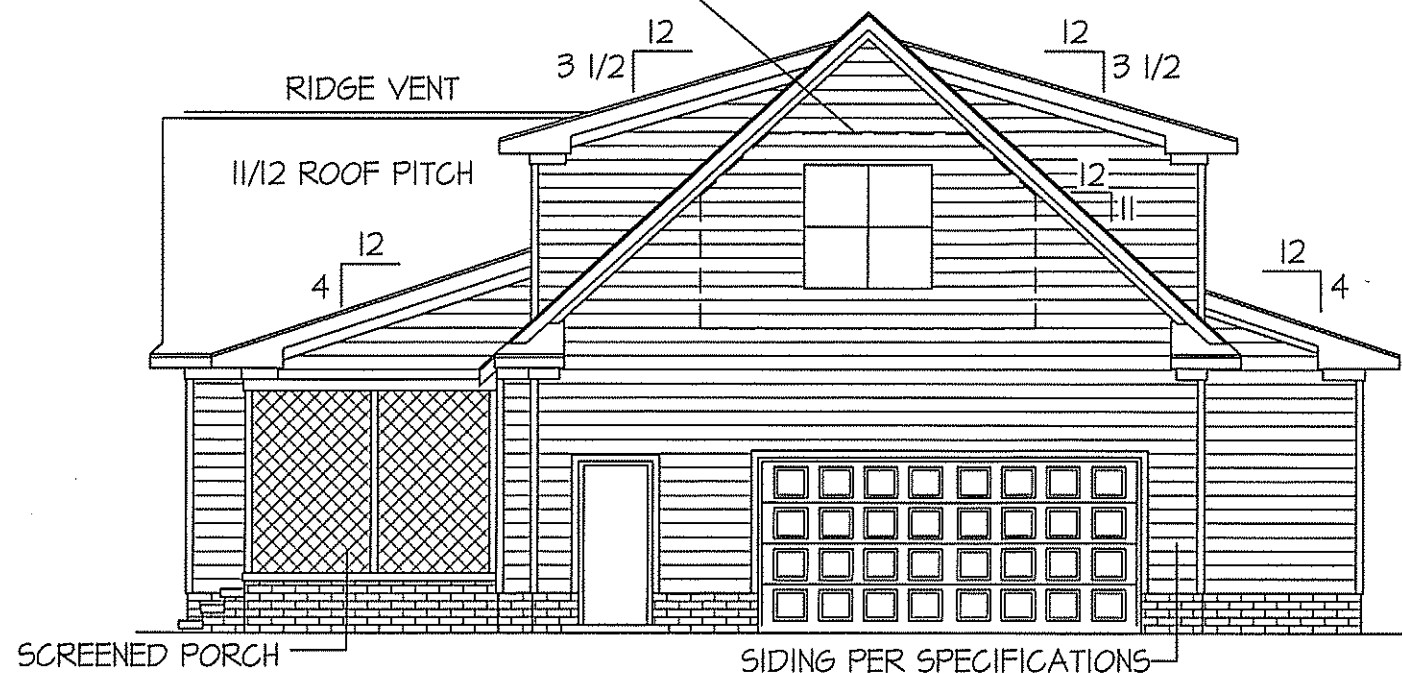 12
3 1/2
12
3 1/2
RIDGE VENT
11/12 ROOF PITCH
12
11
12
4
12
4
SCREENED PORCH
SIDING PER SPECIFICATIONS